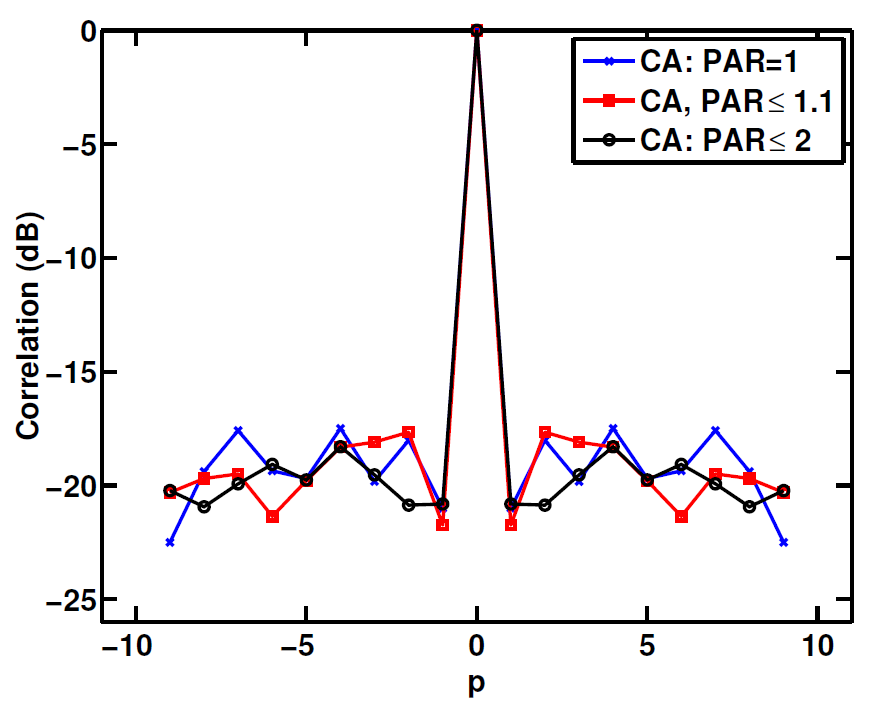 CA: PAR=1
CA, PAR≤ 1.1
CA: PAR≤ 2
Correlation (dB)
0
−5
−10
−15
−20
−25
−10
−5
0
5
10
p